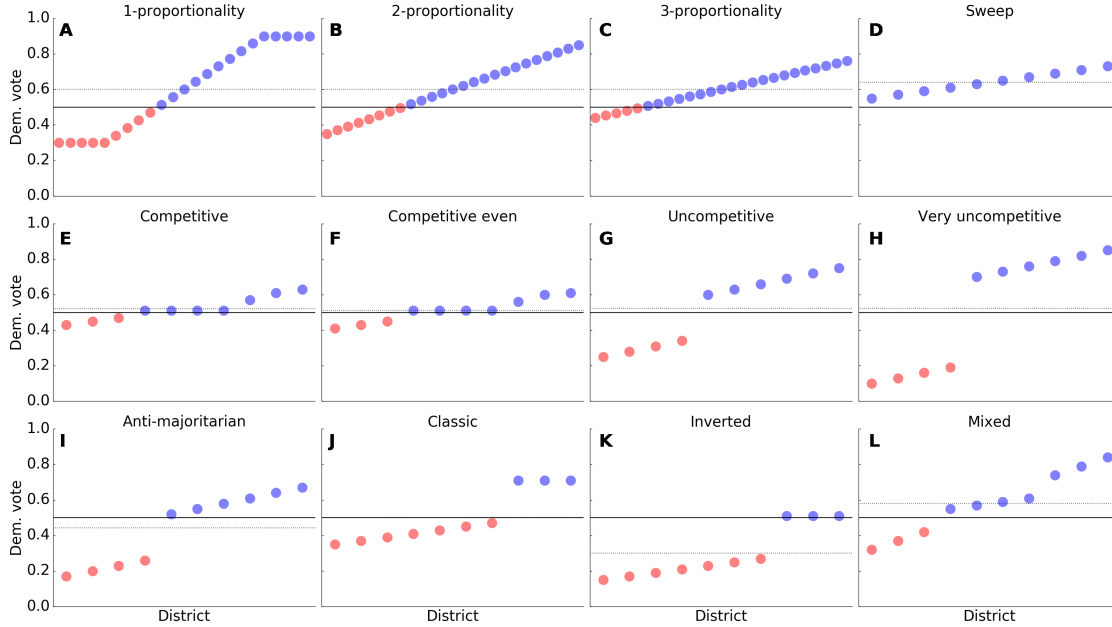 1-proportionality 2-proportionality 3-proportionality Sweep
A B C D
Dem. vote
1.0
0.8
0.6
0.4
0.2
0.0
Competitive Competitive even Uncompetitive Very uncompetitive
E F G H
Dem. vote
1.0
0.8
0.6
0.4
0.2
0.0
Anti-majoritarian Classic Inverted Mixed
I J K L
Dem. vote
1.0
0.8
0.6
0.4
0.2
0.0
District District District District